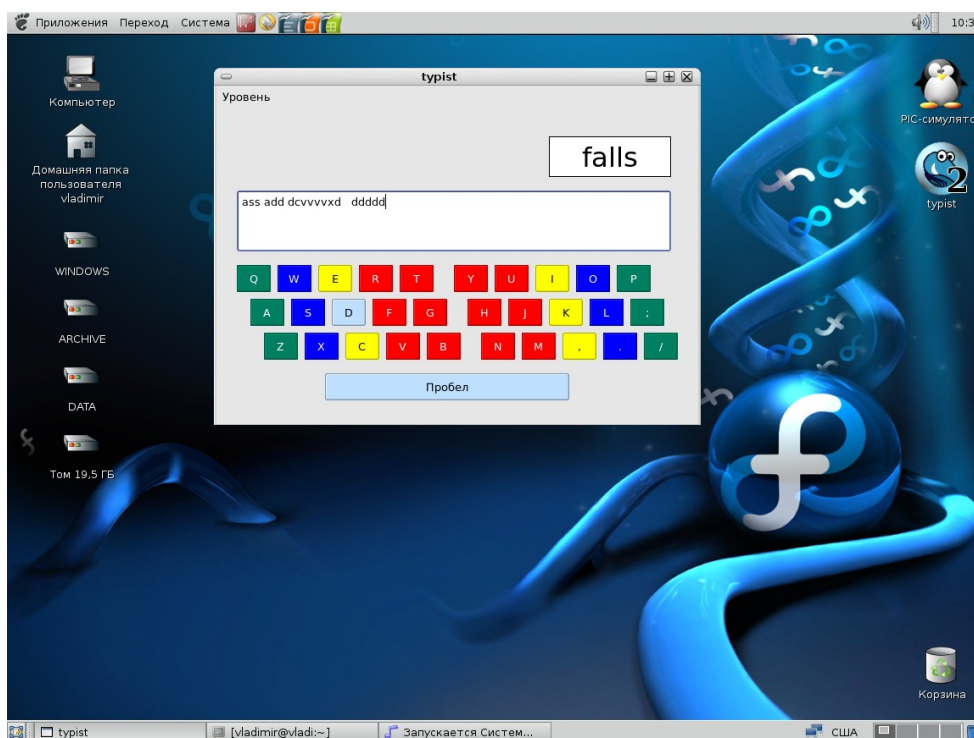 Приложения Переход Система 10:3
Компьютер
Домашняя папка
пользователя
vladimir
WINDOWS
ARCHIVE
DATA
Том 19,5 ГБ
typist
Уровень
falls
ass add dcvvvvxd   ddddd
Q W E R T Y U I O P
A S D F G H J K L ;
Z X C V B N M , . /
Пробел
PIC-симулято
2
typist
Корзина
typist [vladimir@vladi:~] Запускается Систем... США